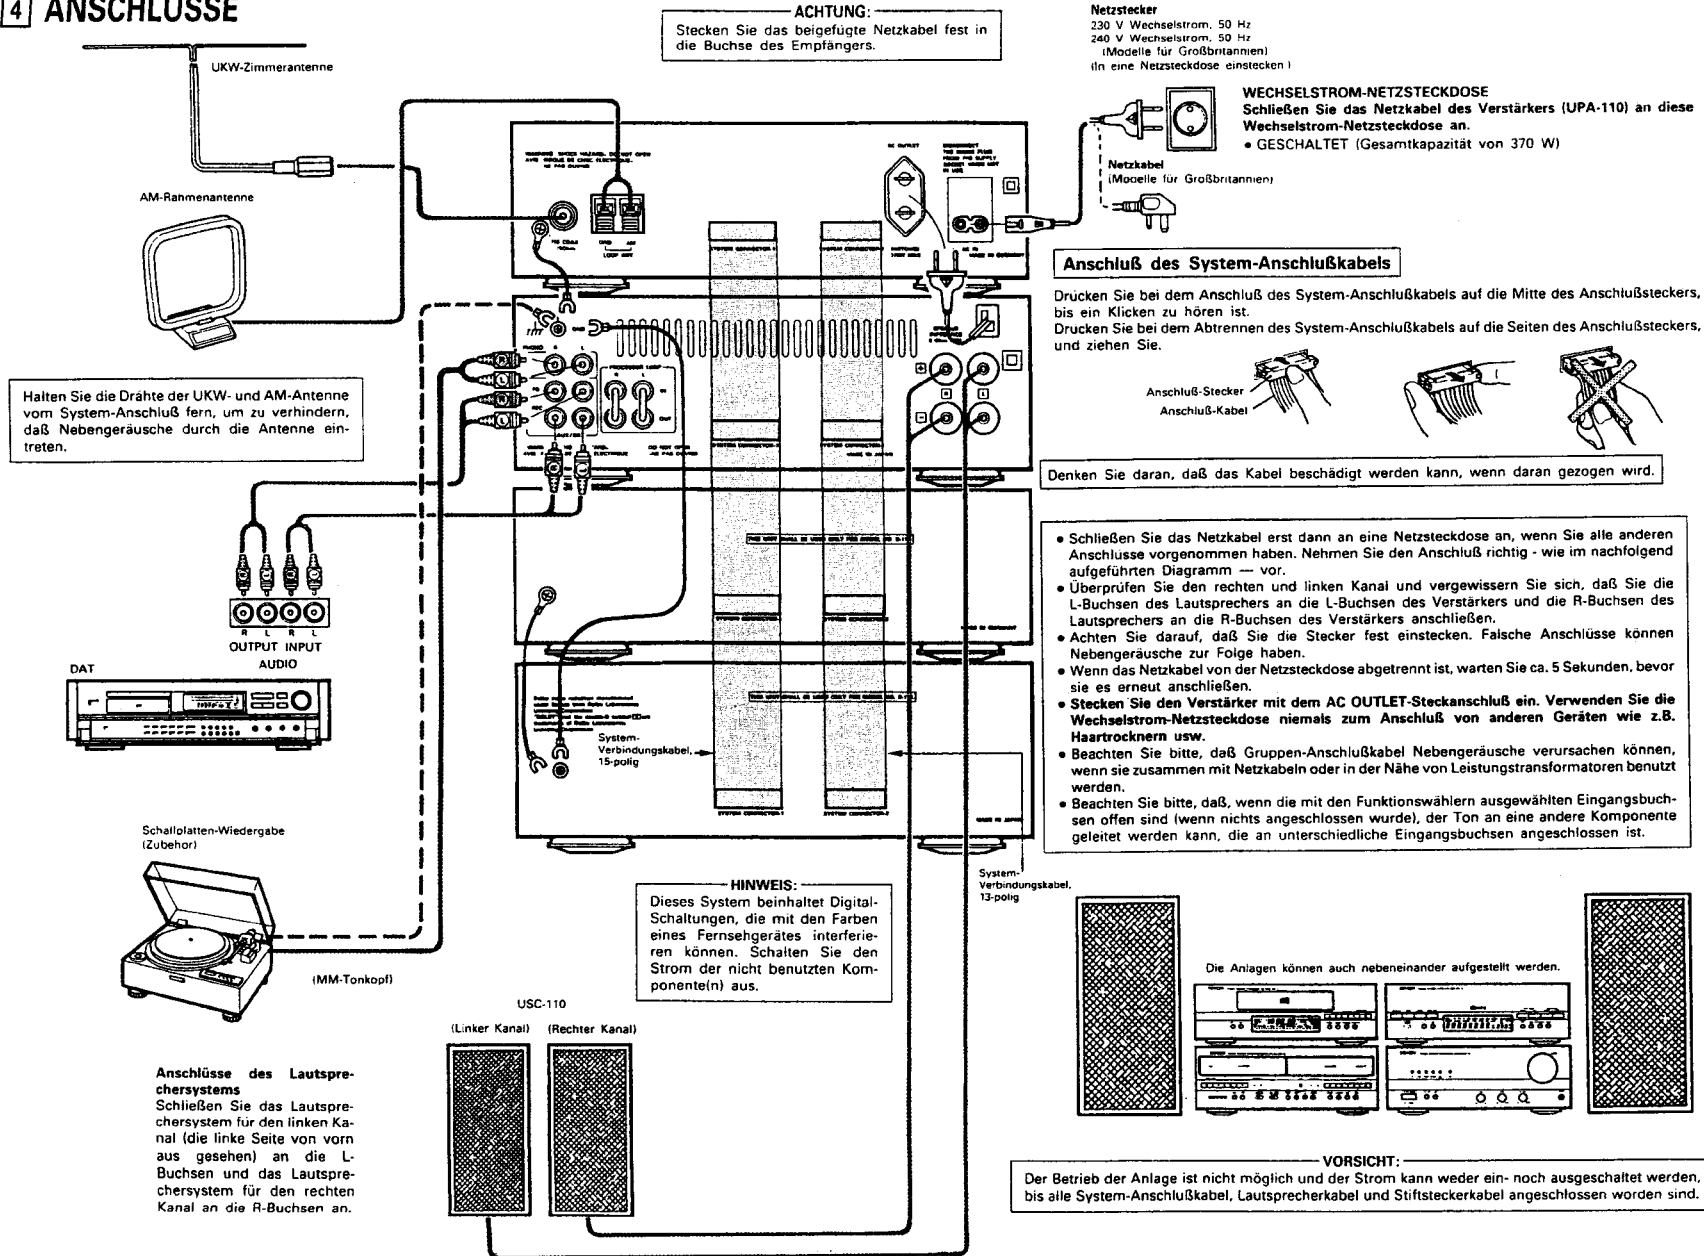 4 ANSCHLÜSSE
ACHTUNG:
Stecken Sie das beigefügte Netzkabel fest in
die Buchse des Empfängers.
Netzstecker
230 V Wechselstrom, 50 Hz
240 V Wechselstrom, 50 Hz
(Modelle für Großbritannien)
(In eine Netzsteckdose einstecken)
UKW-Zimmerantenne
WECHSELSTROM-NETZSTECKDOSE
Schließen Sie das Netzkabel des Verstärkers (UPA-110) an diese
Wechselstrom-Netzsteckdose an.
• GESCHALTET (Gesamtkapazität von 370 W)
Netzkabel
(Modelle für Großbritannien)
AM-Rahmenantenne
AC OUTLET
Anschluß des System-Anschlußkabels
Drücken Sie bei dem Anschluß des System-Anschlußkabels auf die Mitte des Anschlußsteckers,
bis ein Klicken zu hören ist.
Drücken Sie bei dem Abtrennen des System-Anschlußkabels auf die Seiten des Anschlußsteckers,
und ziehen Sie.
Anschluß-Stecker
Anschluß-Kabel
Halten Sie die Drähte der UKW- und AM-Antenne
vom System-Anschluß fern, um zu verhindern,
daß Nebengeräusche durch die Antenne ein-
treten.
Denken Sie daran, daß das Kabel beschädigt werden kann, wenn daran gezogen wird.
• Schließen Sie das Netzkabel erst dann an eine Netzsteckdose an, wenn Sie alle anderen
Anschlüsse vorgenommen haben. Nehmen Sie den Anschluß richtig - wie im nachfolgend
aufgeführten Diagramm — vor.
• Überprüfen Sie den rechten und linken Kanal und vergewissern Sie sich, daß Sie die
L-Buchsen des Lautsprechers an die L-Buchsen des Verstärkers und die R-Buchsen des
Lautsprechers an die R-Buchsen des Verstärkers anschließen.
• Achten Sie darauf, daß Sie die Stecker fest einstecken. Falsche Anschlüsse können
Nebengeräusche zur Folge haben.
• Wenn das Netzkabel von der Netzsteckdose abgetrennt ist, warten Sie ca. 5 Sekunden, bevor
sie es erneut anschließen.
• Stecken Sie den Verstärker mit dem AC OUTLET-Steckanschluß ein. Verwenden Sie die
Wechselstrom-Netzsteckdose niemals zum Anschluß von anderen Geräten wie z.B.
Haartrocknern usw.
• Beachten Sie bitte, daß Gruppen-Anschlußkabel Nebengeräusche verursachen können,
wenn sie zusammen mit Netzkabeln oder in der Nähe von Leistungstransformatoren benutzt
werden.
• Beachten Sie bitte, daß, wenn die mit den Funktionswählern ausgewählten Eingangsbuch-
sen offen sind (wenn nichts angeschlossen wurde), der Ton an eine andere Komponente
geleitet werden kann, die an unterschiedliche Eingangsbuchsen angeschlossen ist.
R L R L
OUTPUT INPUT
AUDIO
DAT
System-
Verbindungskabel,
15-polig
System-
Verbindungskabel,
13-polig
Schallplatten-Wiedergabe
(Zubehör)
(MM-Tonkopf)
HINWEIS:
Dieses System beinhaltet Digital-
Schaltungen, die mit den Farben
eines Fernsehgerätes interferie-
ren können. Schalten Sie den
Strom der nicht benutzten Kom-
ponente(n) aus.
Die Anlagen können auch nebeneinander aufgestellt werden.
USC-110
(Linker Kanal) (Rechter Kanal)
Anschlüsse des Lautspre-
chersystems
Schließen Sie das Lautspre-
chersystem für den linken Ka-
nal (die linke Seite von vorn
aus gesehen) an die L-
Buchsen und das Lautspre-
chersystem für den rechten
Kanal an die R-Buchsen an.
VORSICHT:
Der Betrieb der Anlage ist nicht möglich und der Strom kann weder ein- noch ausgeschaltet werden,
bis alle System-Anschlußkabel, Lautsprecherkabel und Stiftsteckerkabel angeschlossen worden sind.